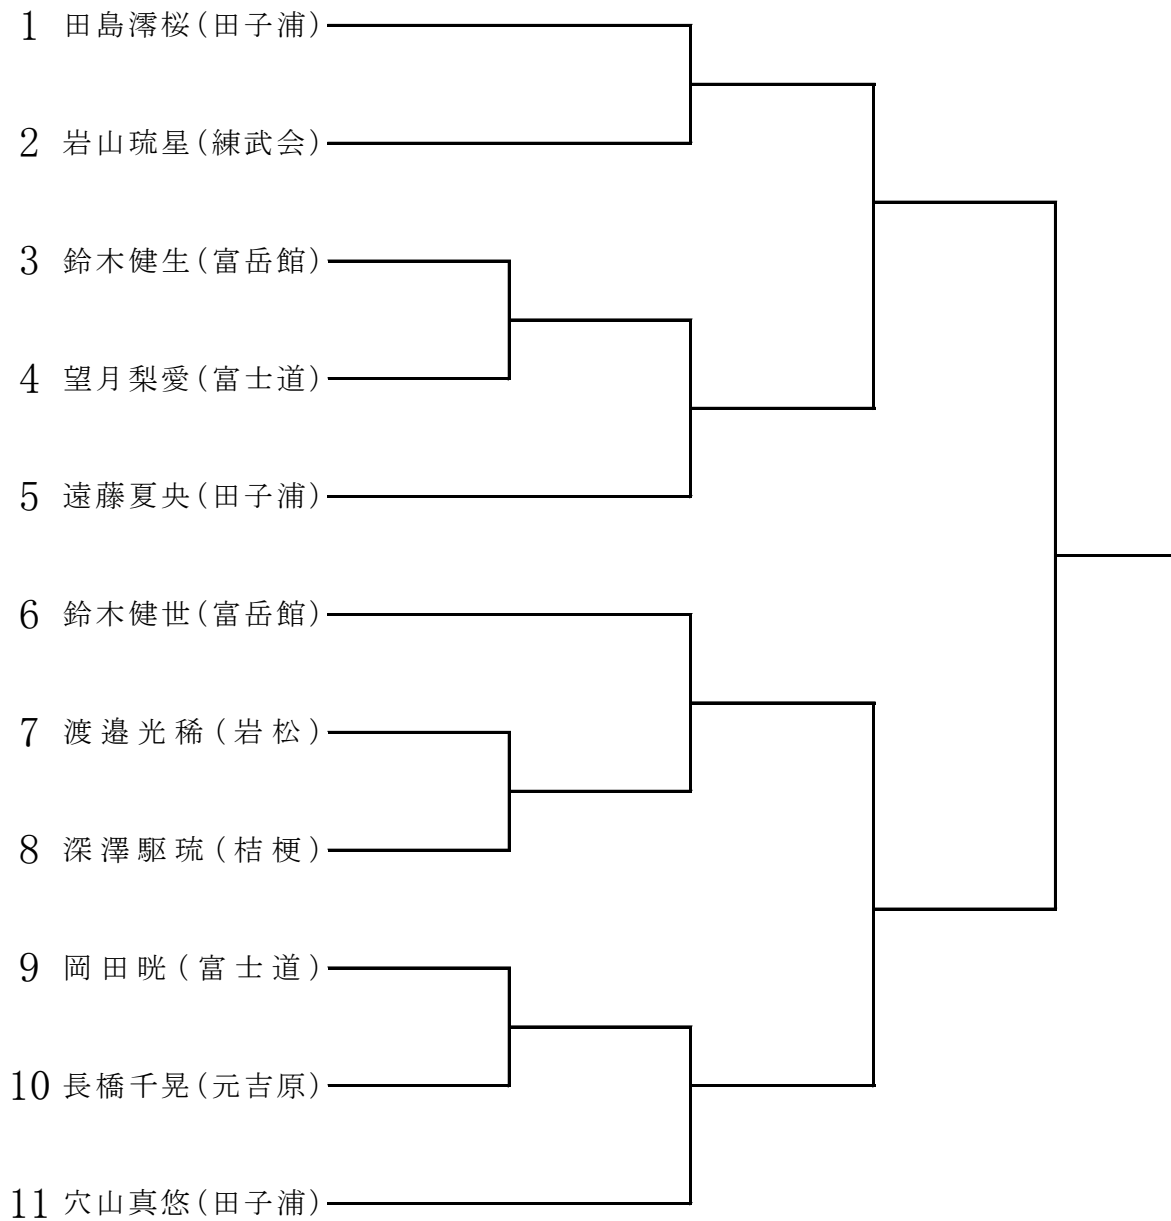 1 田島澪桜(田子浦)
2 岩山琉星(練武会)
3 鈴木健生(富岳館)
4 望月梨愛(富士道)
5 遠藤夏央(田子浦)
6 鈴木健世(富岳館)
7 渡邉光稀(岩松)
8 深澤駆琉(桔梗)
9 岡田晄(富士道)
10 長橋千晃(元吉原)
11 穴山真悠(田子浦)